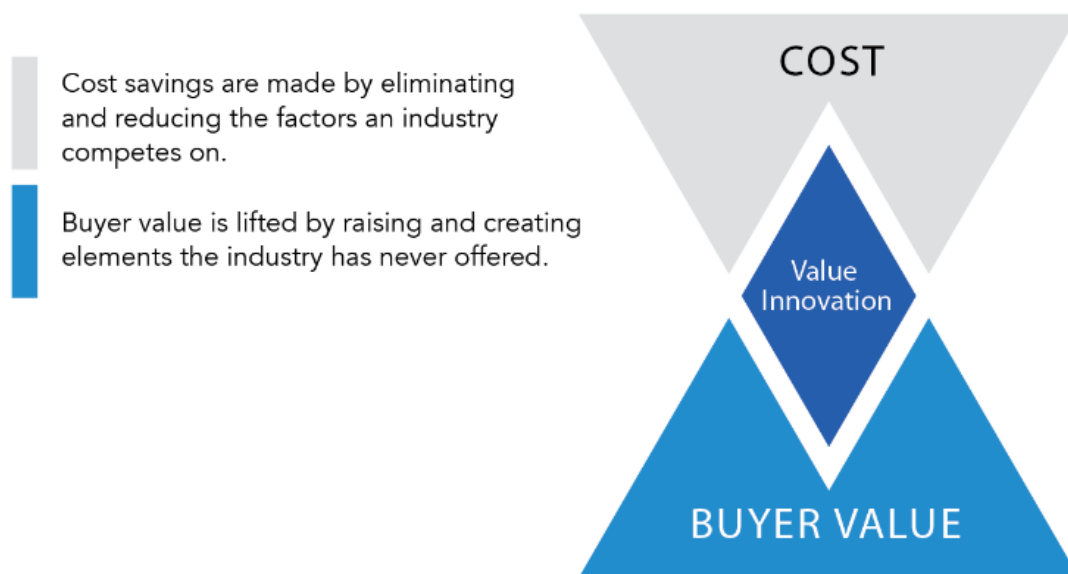 Cost savings are made by eliminating
and reducing the factors an industry
competes on.
Buyer value is lifted by raising and creating
elements the industry has never offered.
COST
Value
Innovation
BUYER VALUE